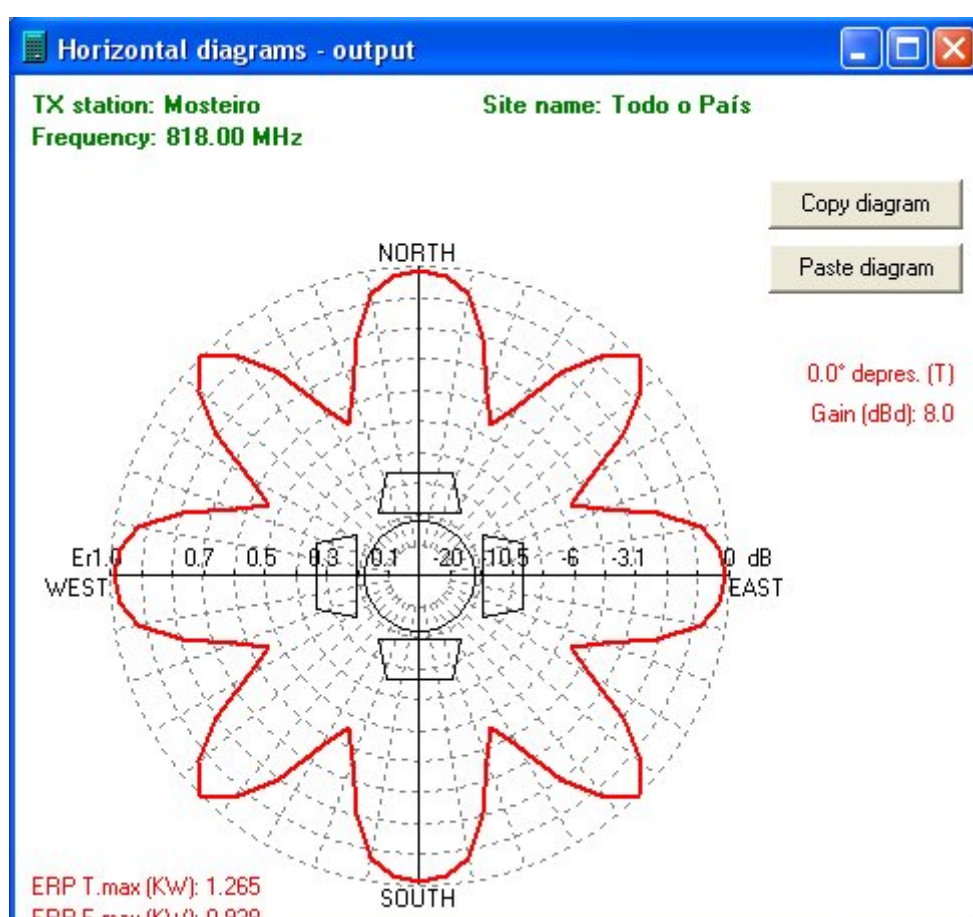 Horizontal diagrams - output
TX station: Mosteiro Site name: Todo o País
Frequency: 818.00 MHz
Copy diagram
NORTH
Paste diagram
0.0° depres. (T)
Gain (dBd): 8.0
Er1.0 0.7 0.5 0.3 0.1 -20 -10.5 -6 -3.1 0 dB
WEST EAST
ERP T.max (KW): 1.265
SOUTH